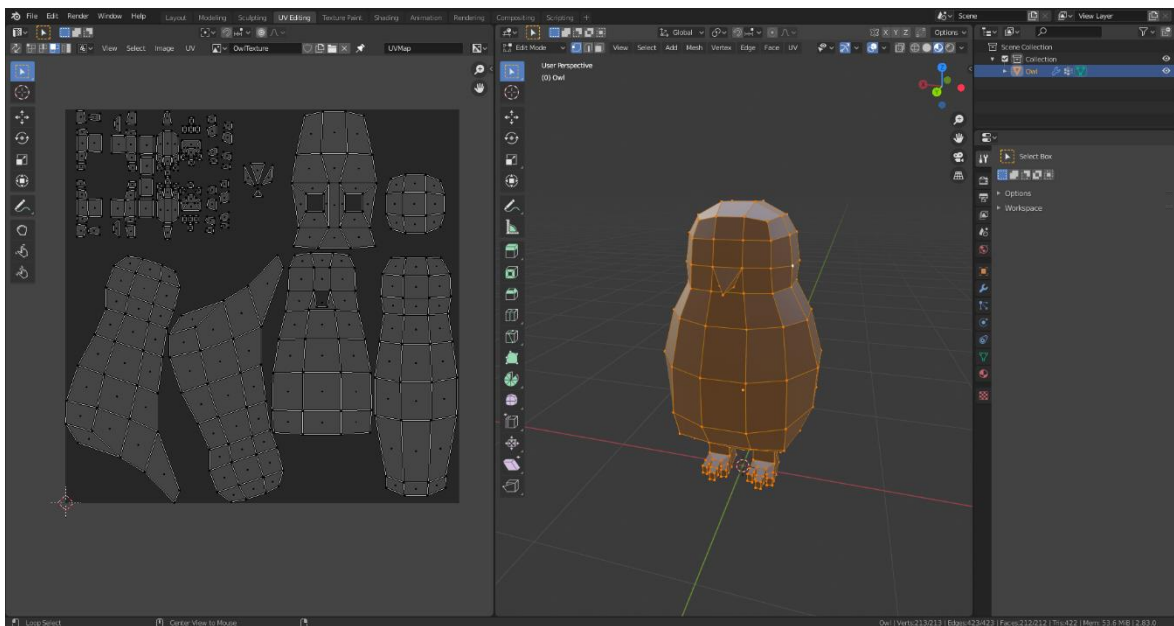 File Edit Render Window Help Layout Modeling Sculpting UV Editing Texture Paint Shading Animation Rendering Compositing Scripting + Scene View Layer
Global Options
View Select Image UV OwlTexture UVMap
Edit Mode View Select Add Mesh Vertex Edge Face UV X Y Z
User Perspective
(0) Owl
Scene Collection
Collection
Owl
Select Box
Options
Workspace
Loop Select Center View to Mouse Owl | Verts:213/213 | Edges:423/423 | Faces:212/212 | Tris:422 | Mem: 53.6 MiB | 2.83.0